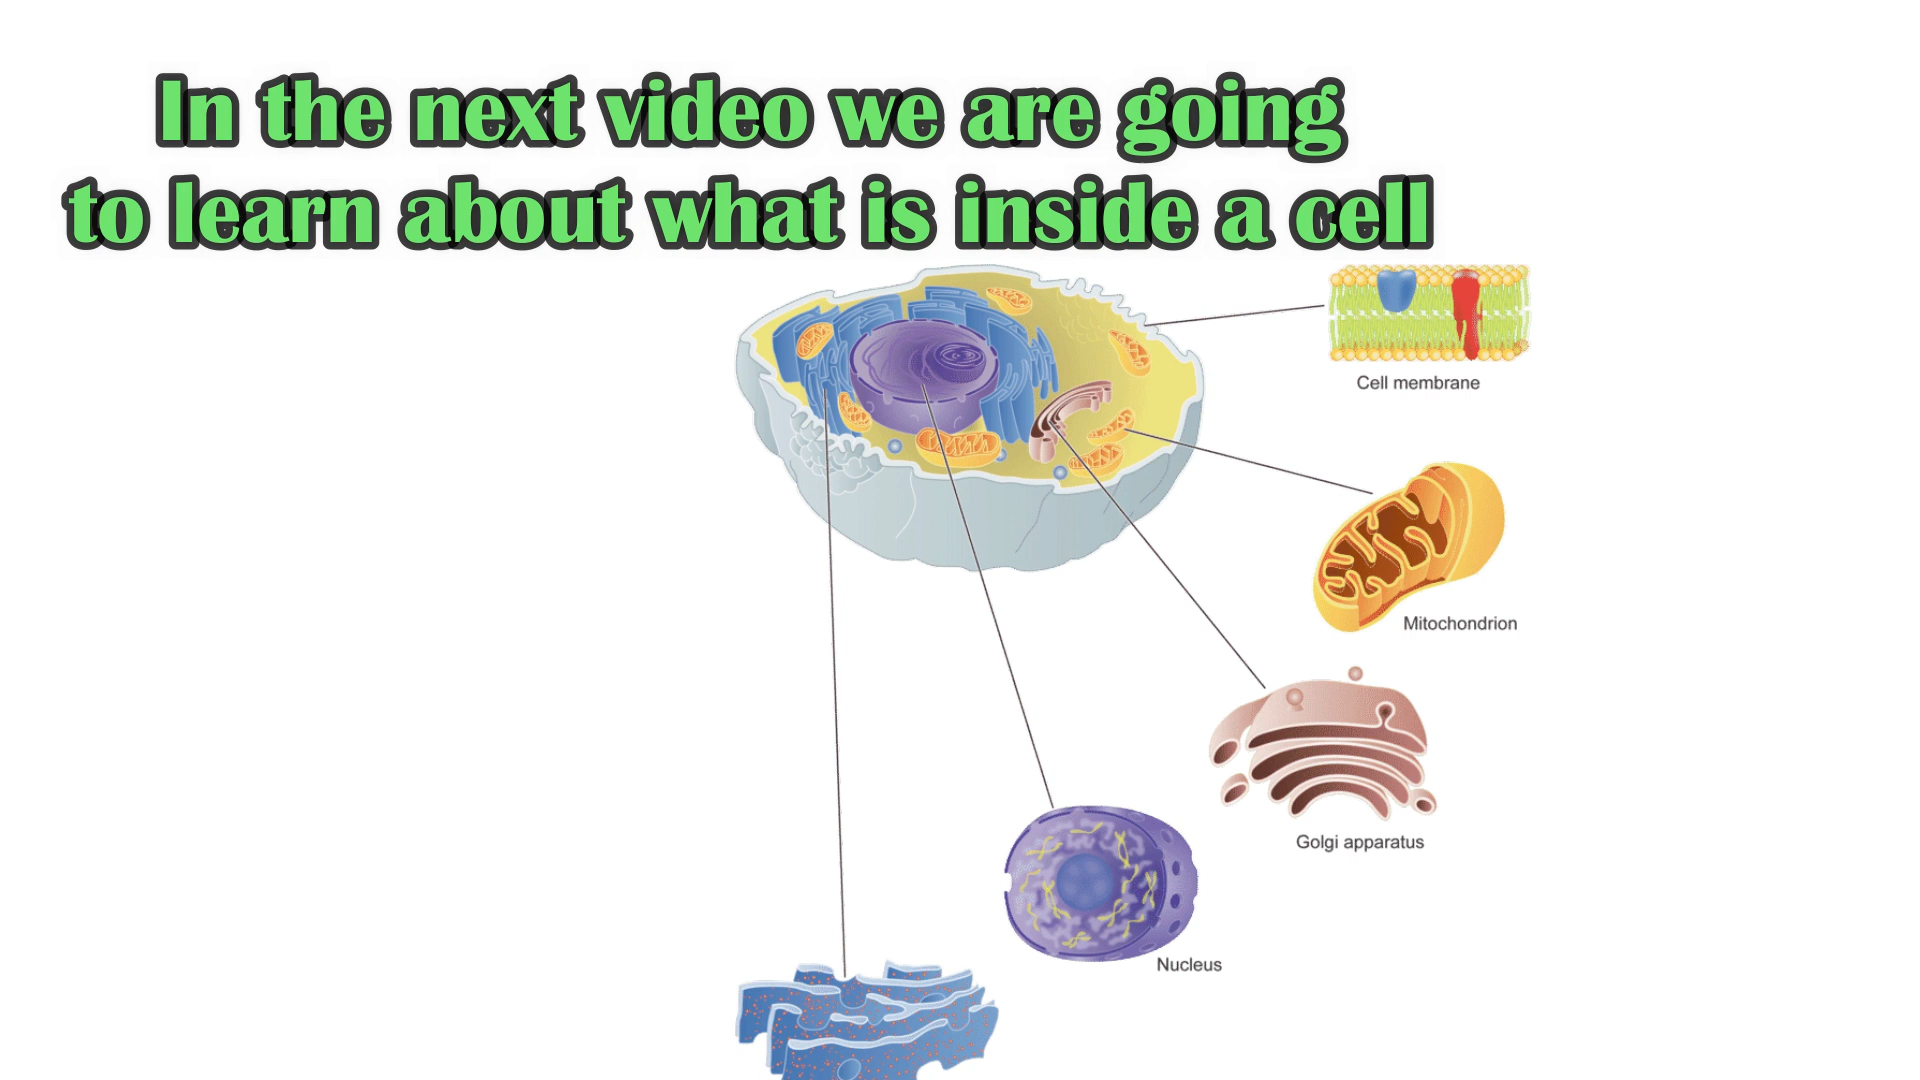 In the next video we are going
to learn about what is inside a cell
Cell membrane
Mitochondrion
Golgi apparatus
Nucleus